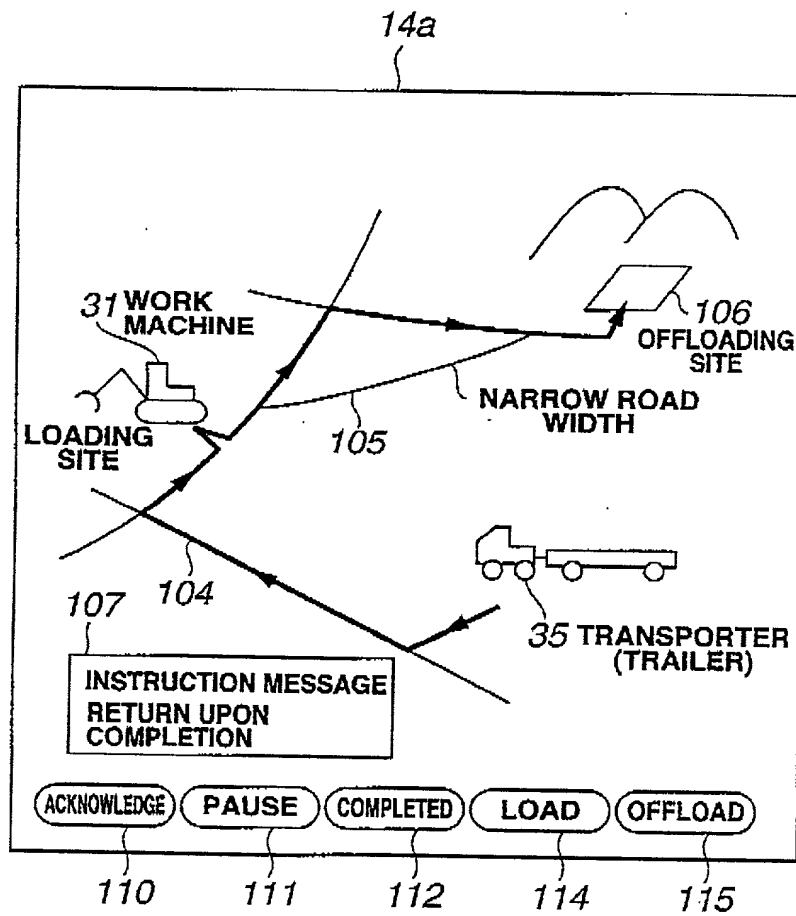 14a
31 WORK
MACHINE
106
OFFLOADING
SITE
NARROW ROAD
WIDTH
105
LOADING
SITE
104
107
35 TRANSPORTER
(TRAILER)
INSTRUCTION MESSAGE
RETURN UPON
COMPLETION
ACKNOWLEDGE PAUSE COMPLETED LOAD OFFLOAD
110 111 112 114 115